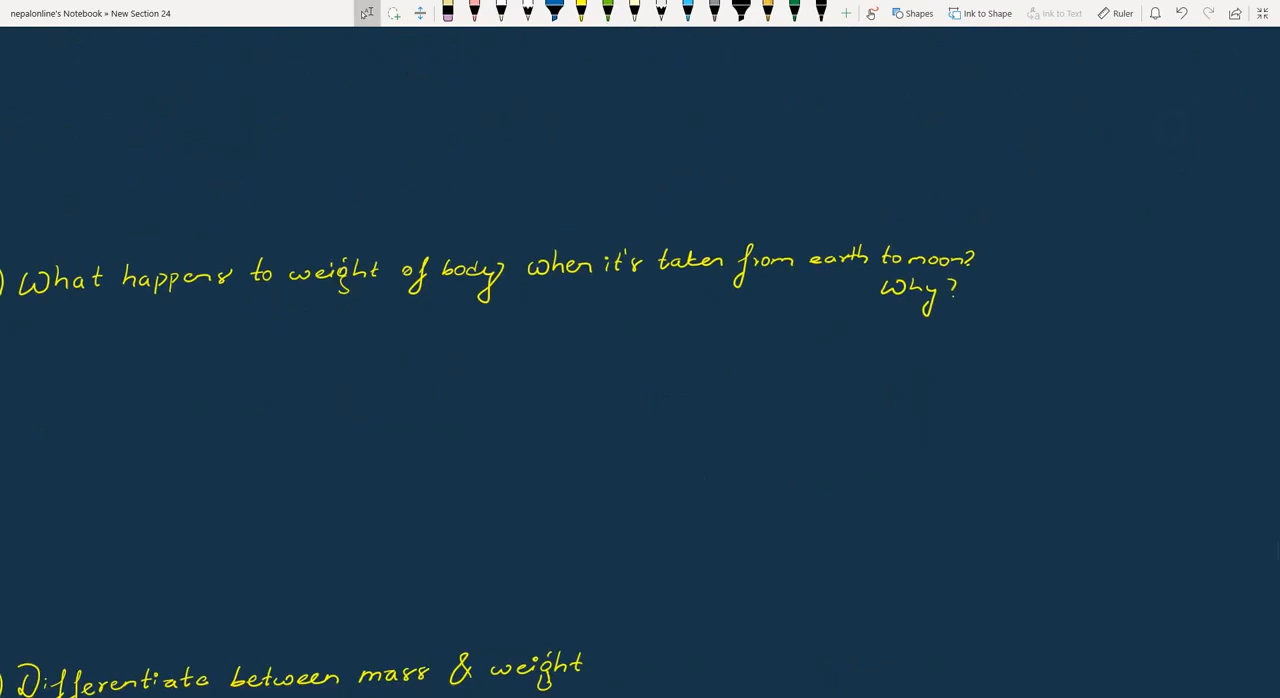 nepalonline's Notebook » New Section 24
Shapes Ink to Shape Ink to Text Ruler
) What happens to weight of body when it's taken from earth to moon?
Why?
) Differentiate between mass & weight